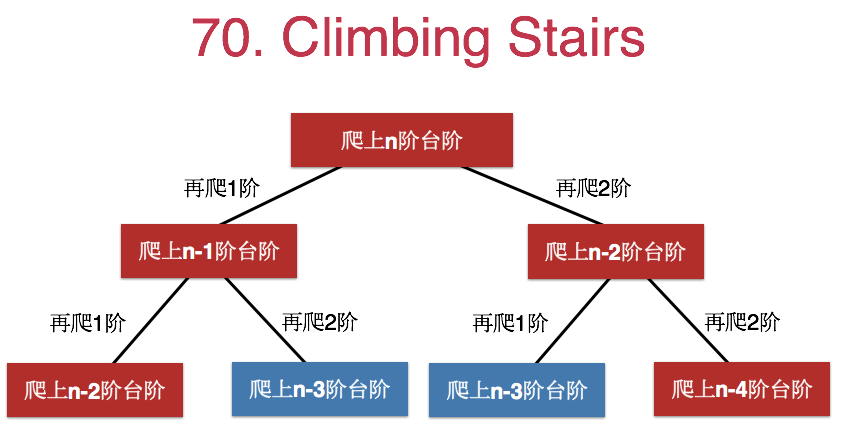 70. Climbing Stairs
爬上n阶台阶
再爬1阶
再爬2阶
爬上n-1阶台阶
爬上n-2阶台阶
再爬1阶
再爬2阶
再爬1阶
再爬2阶
爬上n-2阶台阶
爬上n-3阶台阶
爬上n-3阶台阶
爬上n-4阶台阶